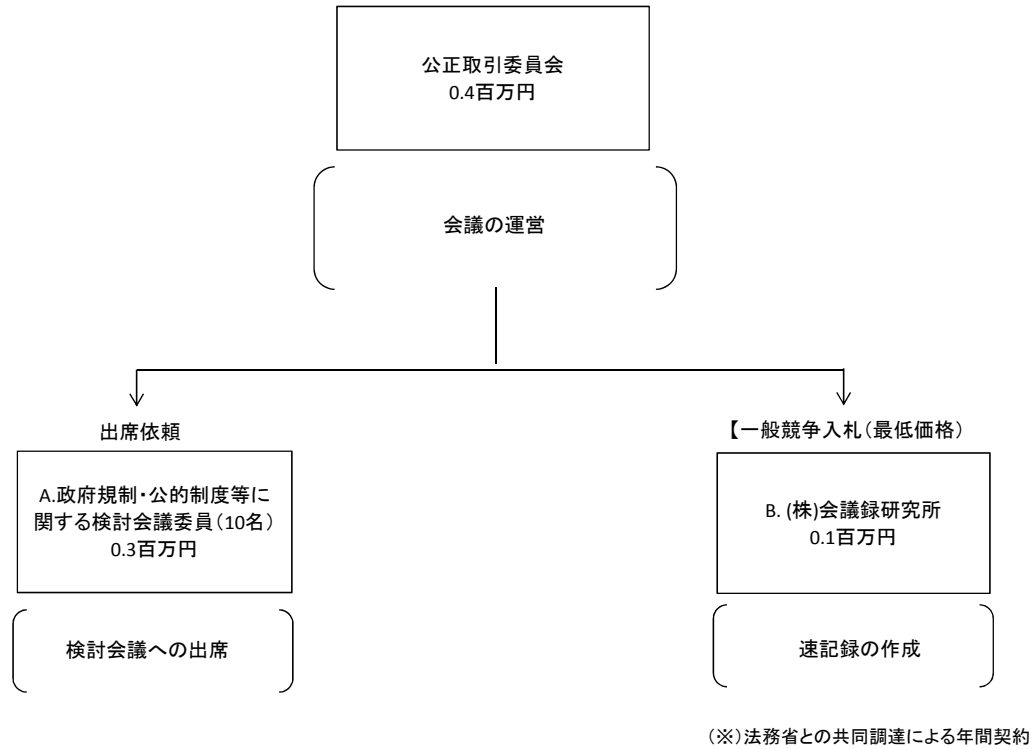 公正取引委員会
0.4百万円
会議の運営
出席依頼
A.政府規制・公的制度等に
関する検討会議委員（10名）
0.3百万円
検討会議への出席
【一般競争入札（最低価格）
B. (株)会議録研究所
0.1百万円
速記録の作成
（※）法務省との共同調達による年間契約